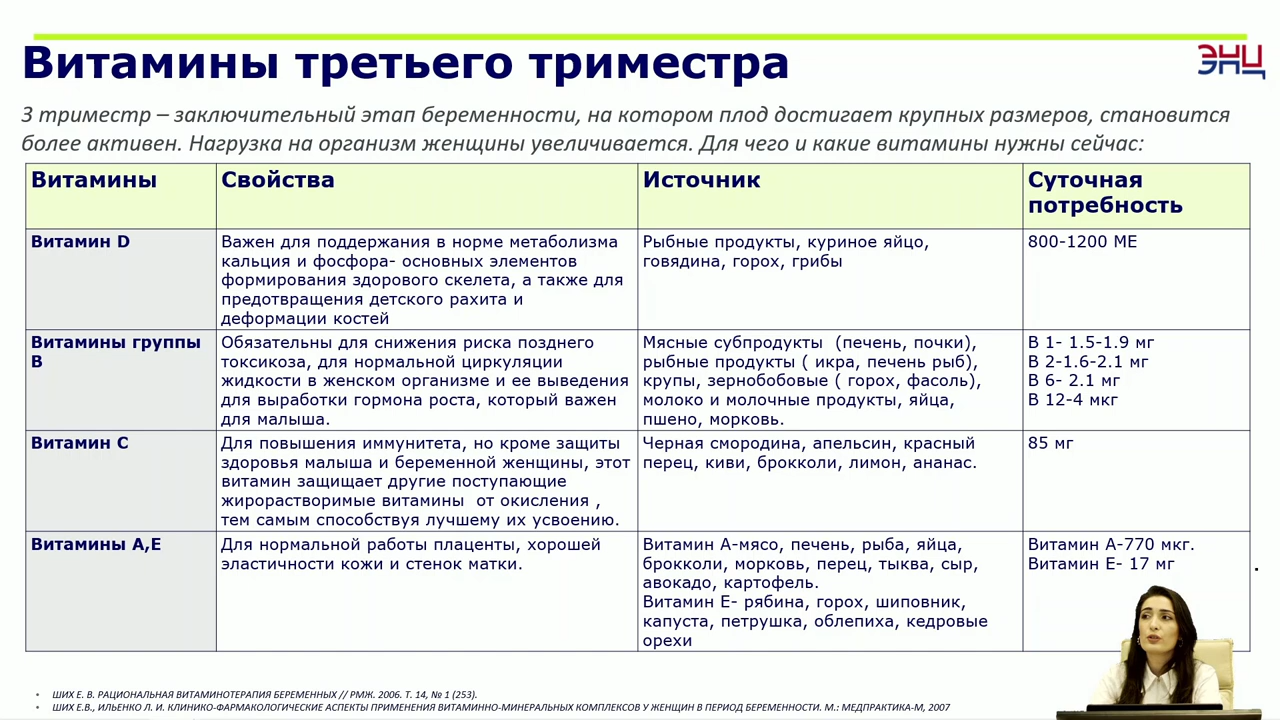 Витамины третьего триместра
ЭНЦ
3 триместр – заключительный этап беременности, на котором плод достигает крупных размеров, становится
более активен. Нагрузка на организм женщины увеличивается. Для чего и какие витамины нужны сейчас:
Витамины
Свойства
Источник
Суточная
потребность
Витамин D
Важен для поддержания в норме метаболизма
кальция и фосфора- основных элементов
формирования здорового скелета, а также для
предотвращения детского рахита и
деформации костей
Рыбные продукты, куриное яйцо,
говядина, горох, грибы
800-1200 МЕ
Витамины группы
В
Обязательны для снижения риска позднего
токсикоза, для нормальной циркуляции
жидкости в женском организме и ее выведения
для выработки гормона роста, который важен
для малыша.
Мясные субпродукты (печень, почки),
рыбные продукты ( икра, печень рыб),
крупы, зернобобовые ( горох, фасоль),
молоко и молочные продукты, яйца,
пшено, морковь.
В 1- 1.5-1.9 мг
В 2-1.6-2.1 мг
В 6- 2.1 мг
В 12-4 мкг
Витамин С
Для повышения иммунитета, но кроме защиты
здоровья малыша и беременной женщины, этот
витамин защищает другие поступающие
жирорастворимые витамины от окисления ,
тем самым способствуя лучшему их усвоению.
Черная смородина, апельсин, красный
перец, киви, брокколи, лимон, ананас.
85 мг
Витамины А,Е
Для нормальной работы плаценты, хорошей
эластичности кожи и стенок матки.
Витамин А-мясо, печень, рыба, яйца,
брокколи, морковь, перец, тыква, сыр,
авокадо, картофель.
Витамин Е- рябина, горох, шиповник,
капуста, петрушка, облепиха, кедровые
орехи
Витамин А-770 мкг.
Витамин Е- 17 мг
.
• ШИХ Е. В. РАЦИОНАЛЬНАЯ ВИТАМИНОТЕРАПИЯ БЕРЕМЕННЫХ // РМЖ. 2006. Т. 14, № 1 (253).
• ШИХ Е.В., ИЛЬЕНКО Л. И. КЛИНИКО-ФАРМАКОЛОГИЧЕСКИЕ АСПЕКТЫ ПРИМЕНЕНИЯ ВИТАМИННО-МИНЕРАЛЬНЫХ КОМПЛЕКСОВ У ЖЕНЩИН В ПЕРИОД БЕРЕМЕННОСТИ. М.: МЕДПРАКТИКА-М, 2007